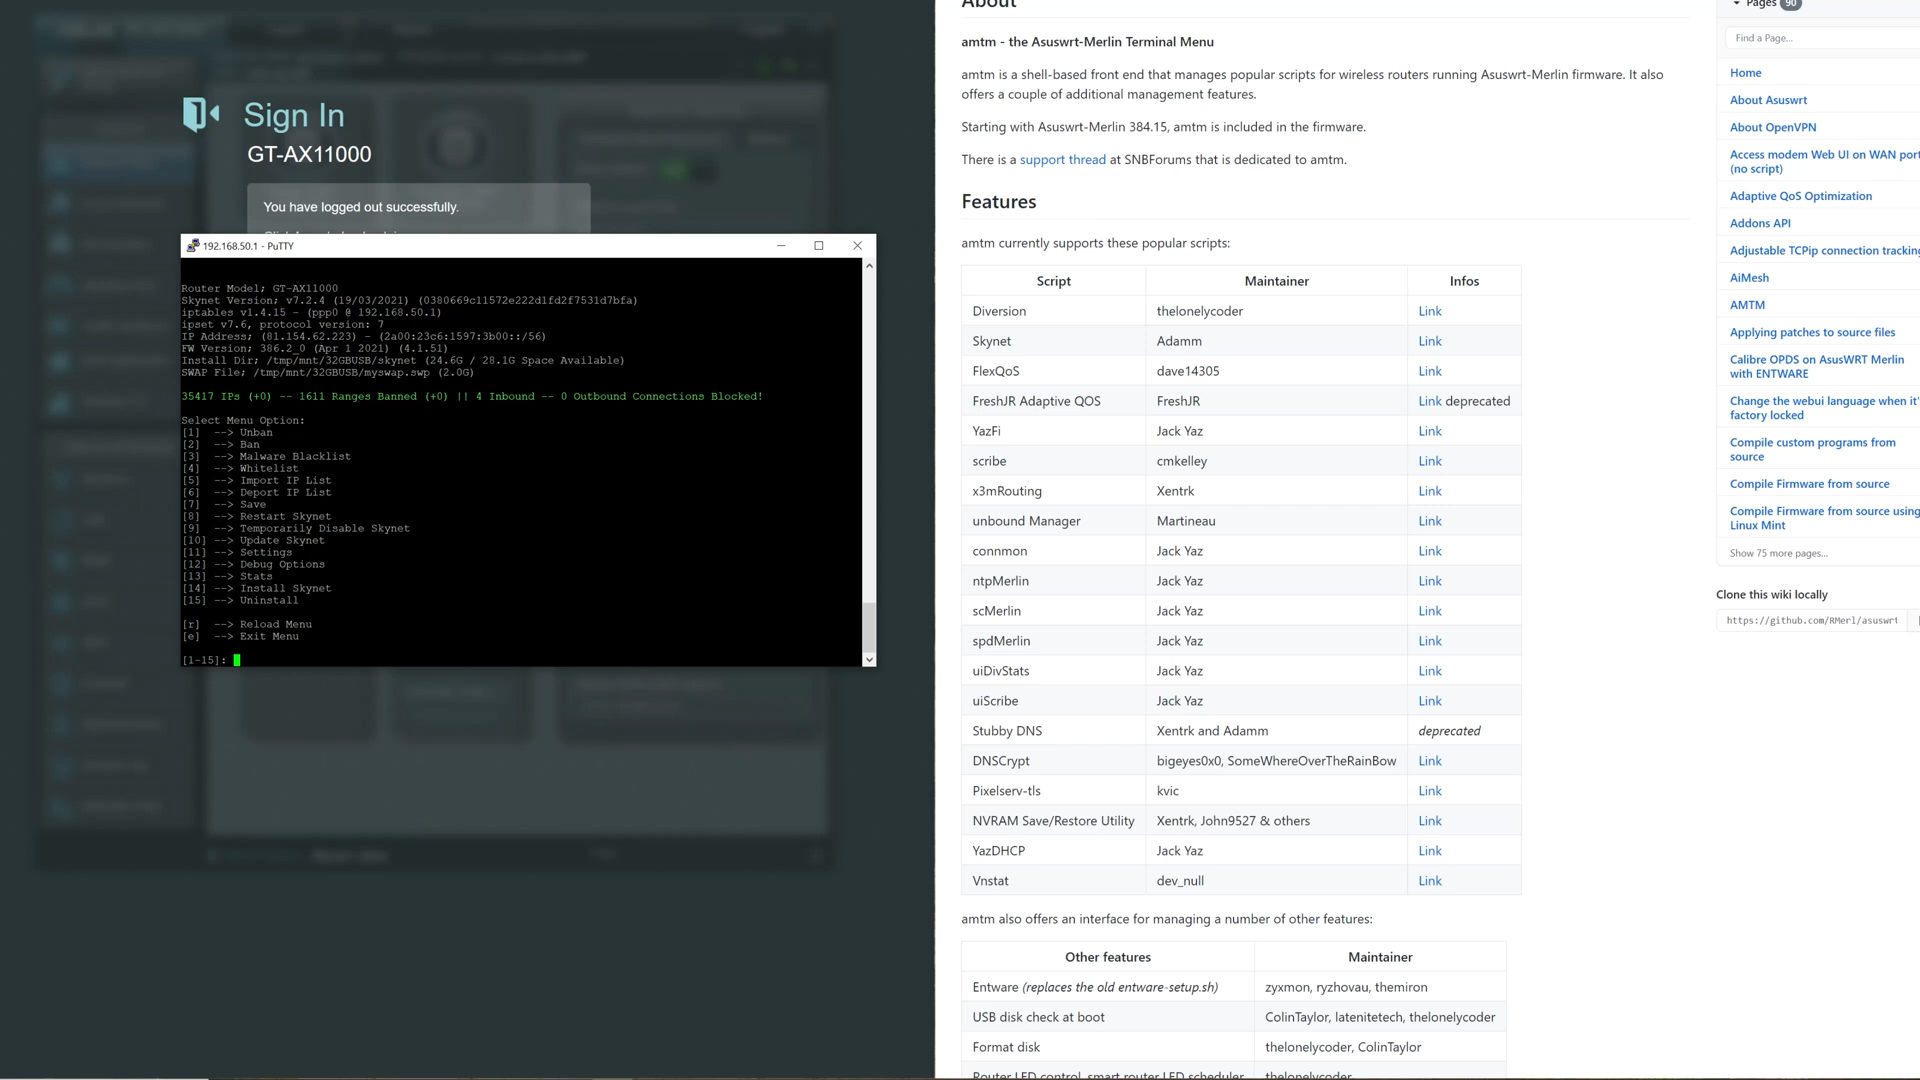 Sign In
GT-AX11000
You have logged out successfully.
192.168.50.1 - PuTTY
Router Model; GT-AX11000
Skynet Version; v7.2.4 (19/03/2021) (0380669c11572e222d1fd2f7531d7bfa)
iptables v1.4.15 - (ppp0 @ 192.168.50.1)
ipset v7.6, protocol version: 7
IP Address; (81.154.62.223) - (2a00:23c6:1597:3b00::/56)
FW Version; 386.2_0 (Apr 1 2021) (4.1.51)
Install Dir; /tmp/mnt/32GBUSB/skynet (24.6G / 28.1G Space Available)
SWAP File; /tmp/mnt/32GBUSB/myswap.swp (2.0G)
35417 IPs (+0) -- 1611 Ranges Banned (+0) || 4 Inbound -- 0 Outbound Connections Blocked!
Select Menu Option:
[1] --> Unban
[2] --> Ban
[3] --> Malware Blacklist
[4] --> Whitelist
[5] --> Import IP List
[6] --> Deport IP List
[7] --> Save
[8] --> Restart Skynet
[9] --> Temporarily Disable Skynet
[10] --> Update Skynet
[11] --> Settings
[12] --> Debug Options
[13] --> Stats
[14] --> Install Skynet
[15] --> Uninstall
[r] --> Reload Menu
[e] --> Exit Menu
[1-15]:
About
amtm - the Asuswrt-Merlin Terminal Menu
amtm is a shell-based front end that manages popular scripts for wireless routers running Asuswrt-Merlin firmware. It also
offers a couple of additional management features.
Starting with Asuswrt-Merlin 384.15, amtm is included in the firmware.
There is a support thread at SNBForums that is dedicated to amtm.
Features
amtm currently supports these popular scripts:
Script Maintainer Infos
Diversion thelonelycoder Link
Skynet Adamm Link
FlexQoS dave14305 Link
FreshJR Adaptive QOS FreshJR Link deprecated
YazFi Jack Yaz Link
scribe cmkelley Link
x3mRouting Xentrk Link
unbound Manager Martineau Link
connmon Jack Yaz Link
ntpMerlin Jack Yaz Link
scMerlin Jack Yaz Link
spdMerlin Jack Yaz Link
uiDivStats Jack Yaz Link
uiScribe Jack Yaz Link
Stubby DNS Xentrk and Adamm deprecated
DNSCrypt bigeyes0x0, SomeWhereOverTheRainBow Link
Pixelserv-tls kvic Link
NVRAM Save/Restore Utility Xentrk, John9527 & others Link
YazDHCP Jack Yaz Link
Vnstat dev_null Link
amtm also offers an interface for managing a number of other features:
Other features Maintainer
Entware (replaces the old entware-setup.sh) zyxmon, ryzhovau, themiron
USB disk check at boot ColinTaylor, latenitetech, thelonelycoder
Format disk thelonelycoder, ColinTaylor
Router LED control, smart router LED scheduler thelonelycoder
Pages 90
Find a Page...
Home
About Asuswrt
About OpenVPN
Access modem Web UI on WAN port
(no script)
Adaptive QoS Optimization
Addons API
Adjustable TCPip connection tracking
AiMesh
AMTM
Applying patches to source files
Calibre OPDS on AsusWRT Merlin
with ENTWARE
Change the webui language when it's
factory locked
Compile custom programs from
source
Compile Firmware from source
Compile Firmware from source using
Linux Mint
Show 75 more pages...
Clone this wiki locally
https://github.com/RMerl/asuswrt